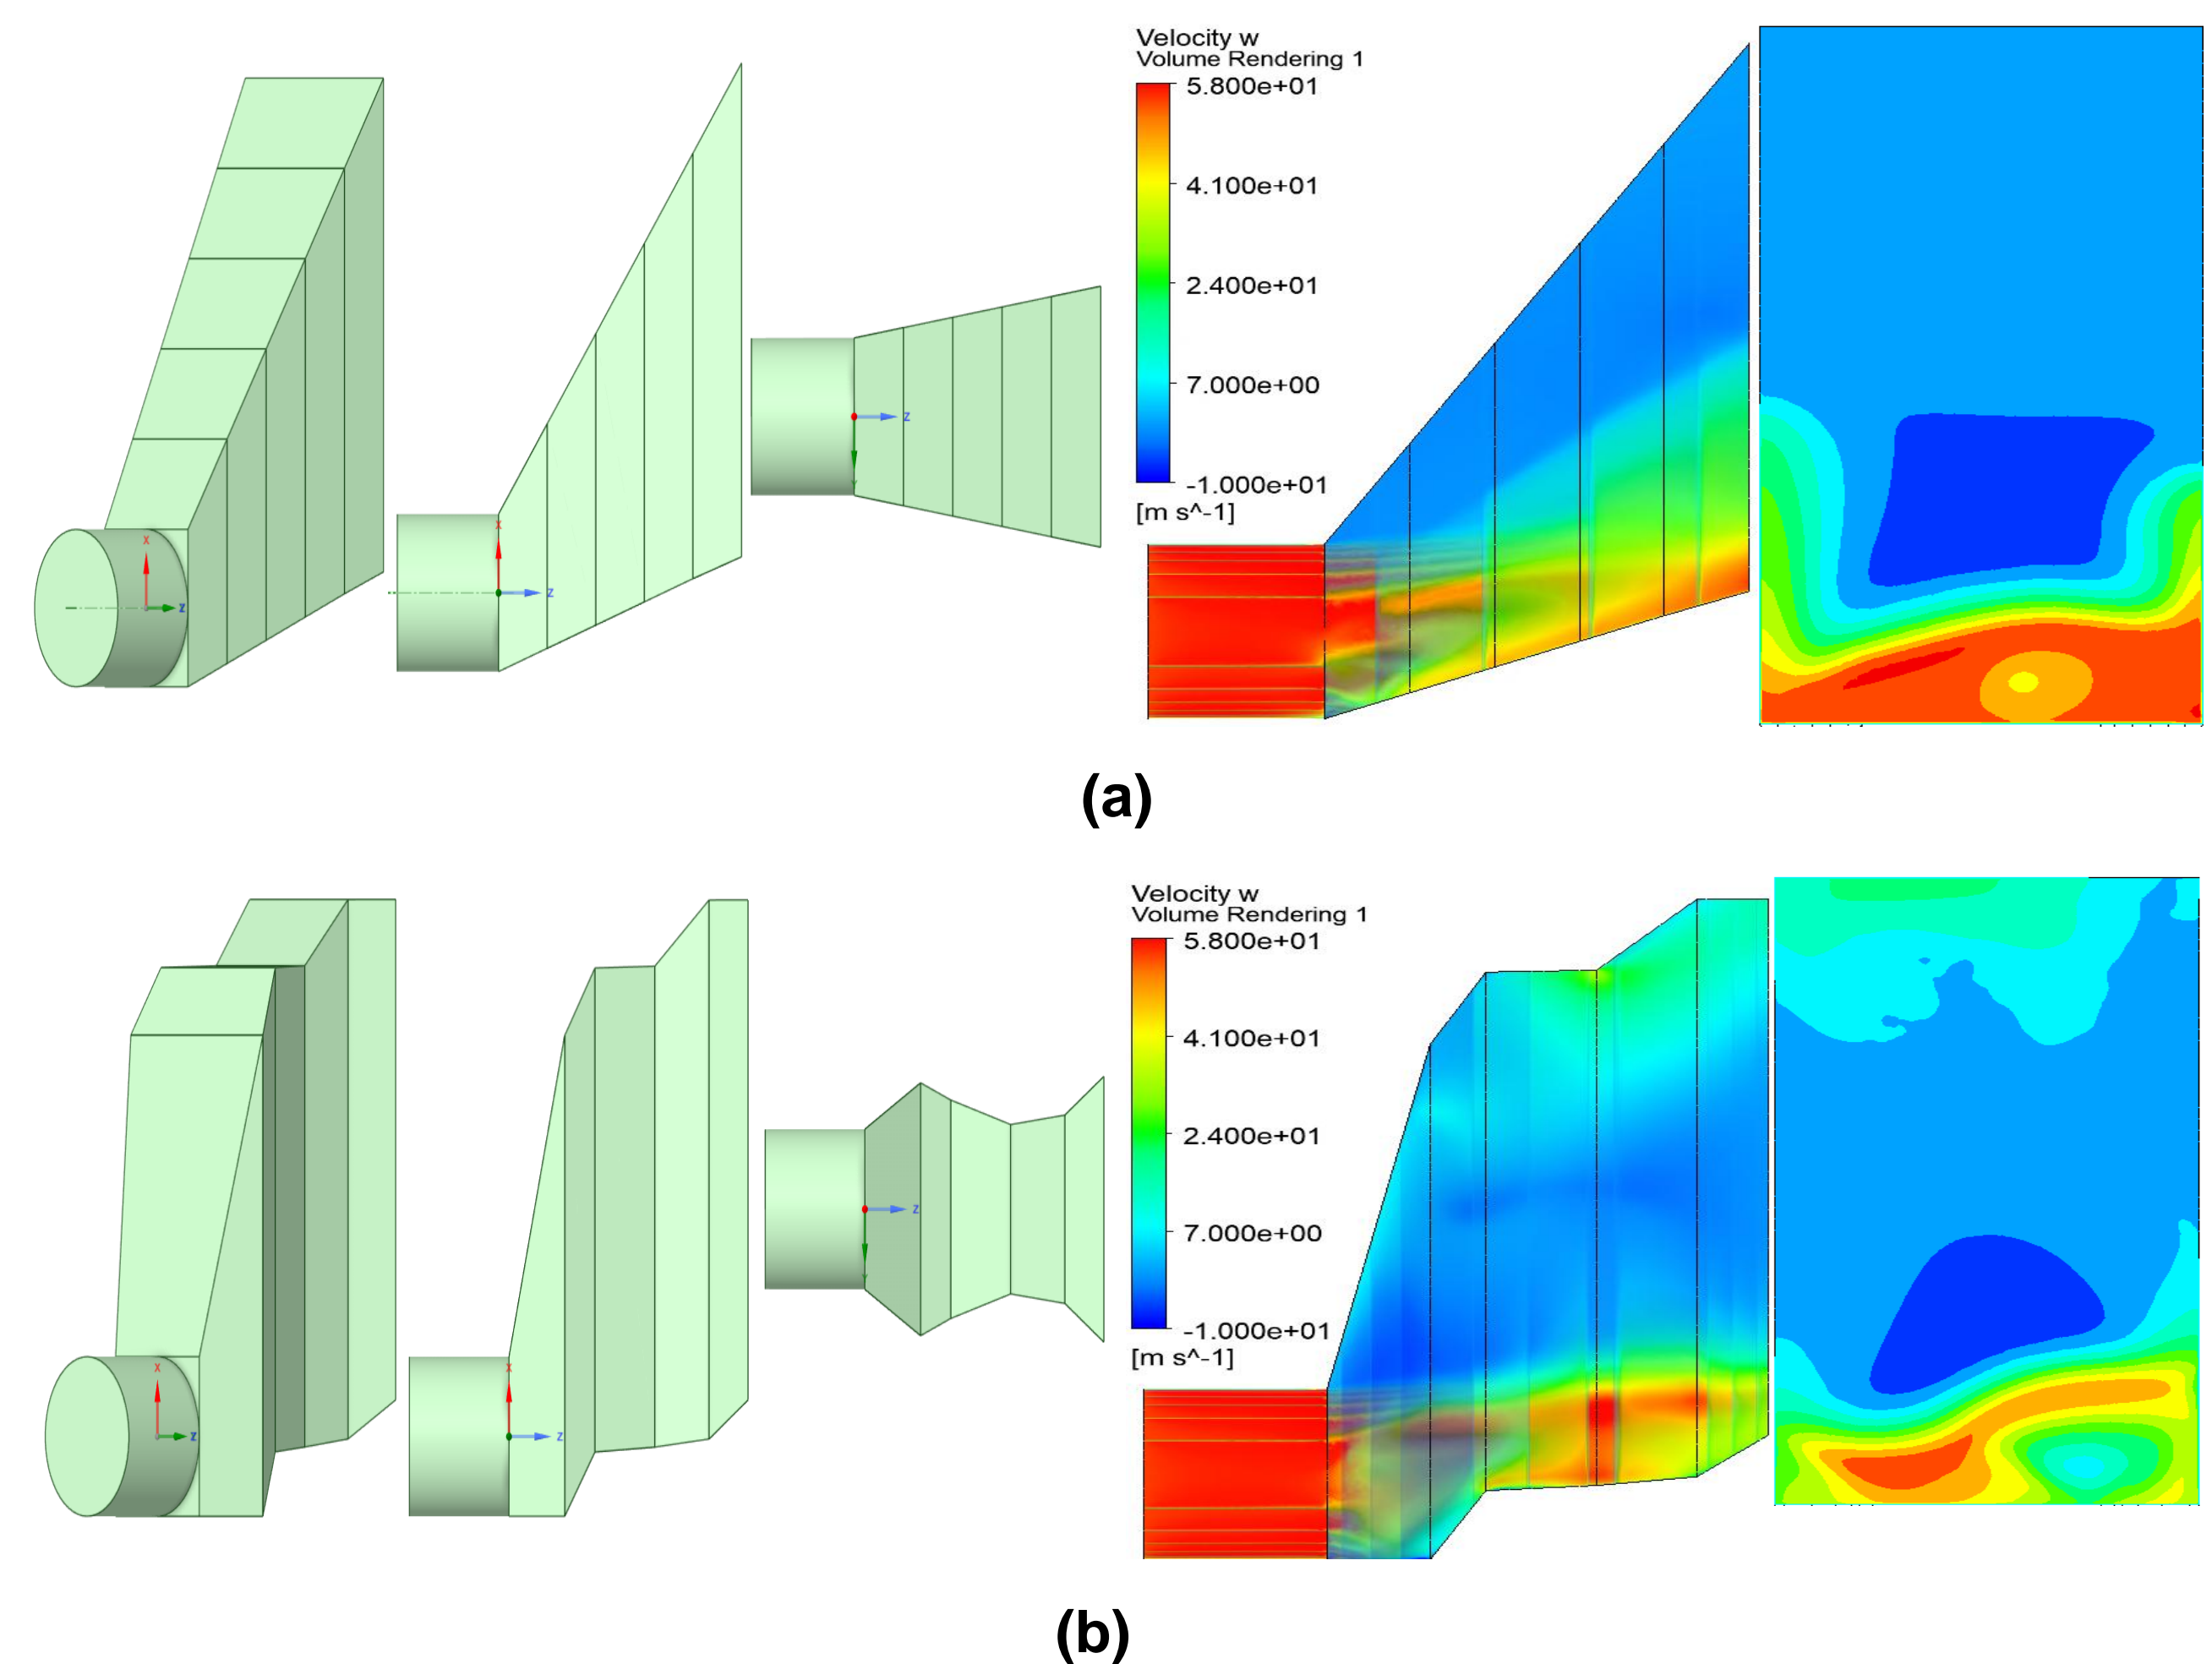 Velocity w
Volume Rendering 1
5.800e+01
4.100e+01
2.400e+01
7.000e+00
-1.000e+01
[m s^-1]
X
Z
X
Z
Z
(a)
Velocity w
Volume Rendering 1
5.800e+01
4.100e+01
2.400e+01
7.000e+00
-1.000e+01
[m s^-1]
X
Z
X
Z
Z
(b)